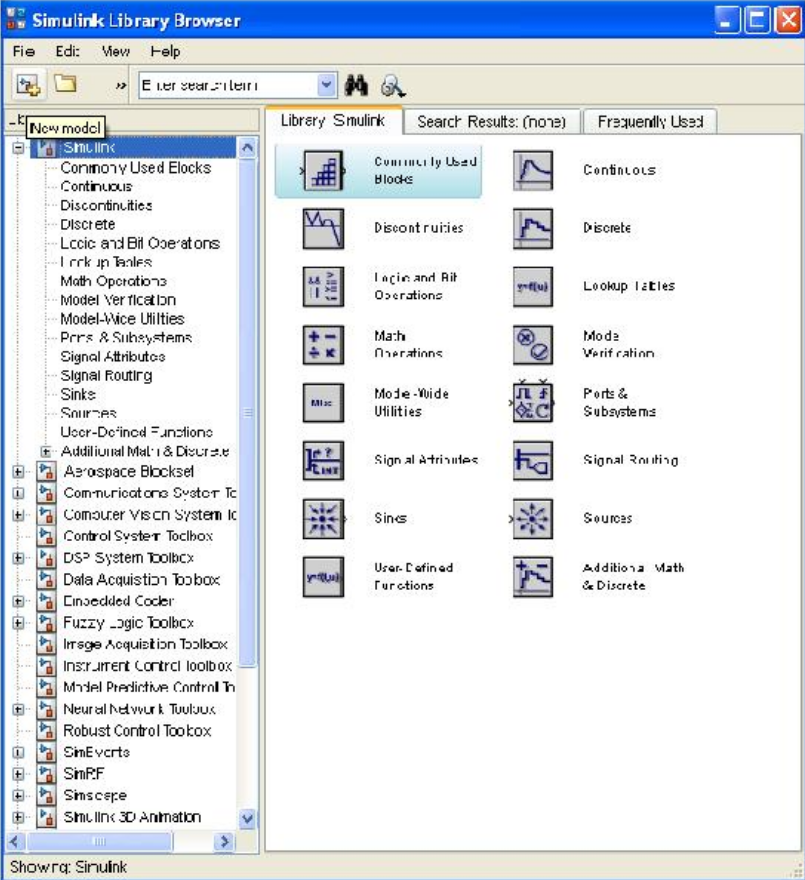 Simulink Library Browser
File Edit View Help
» Enter search term
New model
Library: Simulink Search Results: (none) Frequently Used
Simulink
Commonly Used Blocks
Continuous
Discontinuities
Discrete
Logic and Bit Operations
Lookup Tables
Math Operations
Model Verification
Model-Wide Utilities
Ports & Subsystems
Signal Attributes
Signal Routing
Sinks
Sources
User-Defined Functions
Additional Math & Discrete
Aerospace Blockset
Communications System To
Computer Vision System To
Control System Toolbox
DSP System Toolbox
Data Acquisition Toolbox
Embedded Coder
Fuzzy Logic Toolbox
Image Acquisition Toolbox
Instrument Control Toolbox
Model Predictive Control To
Neural Network Toolbox
Robust Control Toolbox
SimEvents
SimRF
Simscape
Simulink 3D Animation
Commonly Used
Blocks
Continuous
Discontinuities
Discrete
Logic and Bit
Operations
y=f(u)
Lookup Tables
Math
Operations
Model
Verification
Misc
Model-Wide
Utilities
Ports &
Subsystems
Signal Attributes
Signal Routing
Sinks
Sources
y=f(u)
User-Defined
Functions
Additional Math
& Discrete
Showing: Simulink